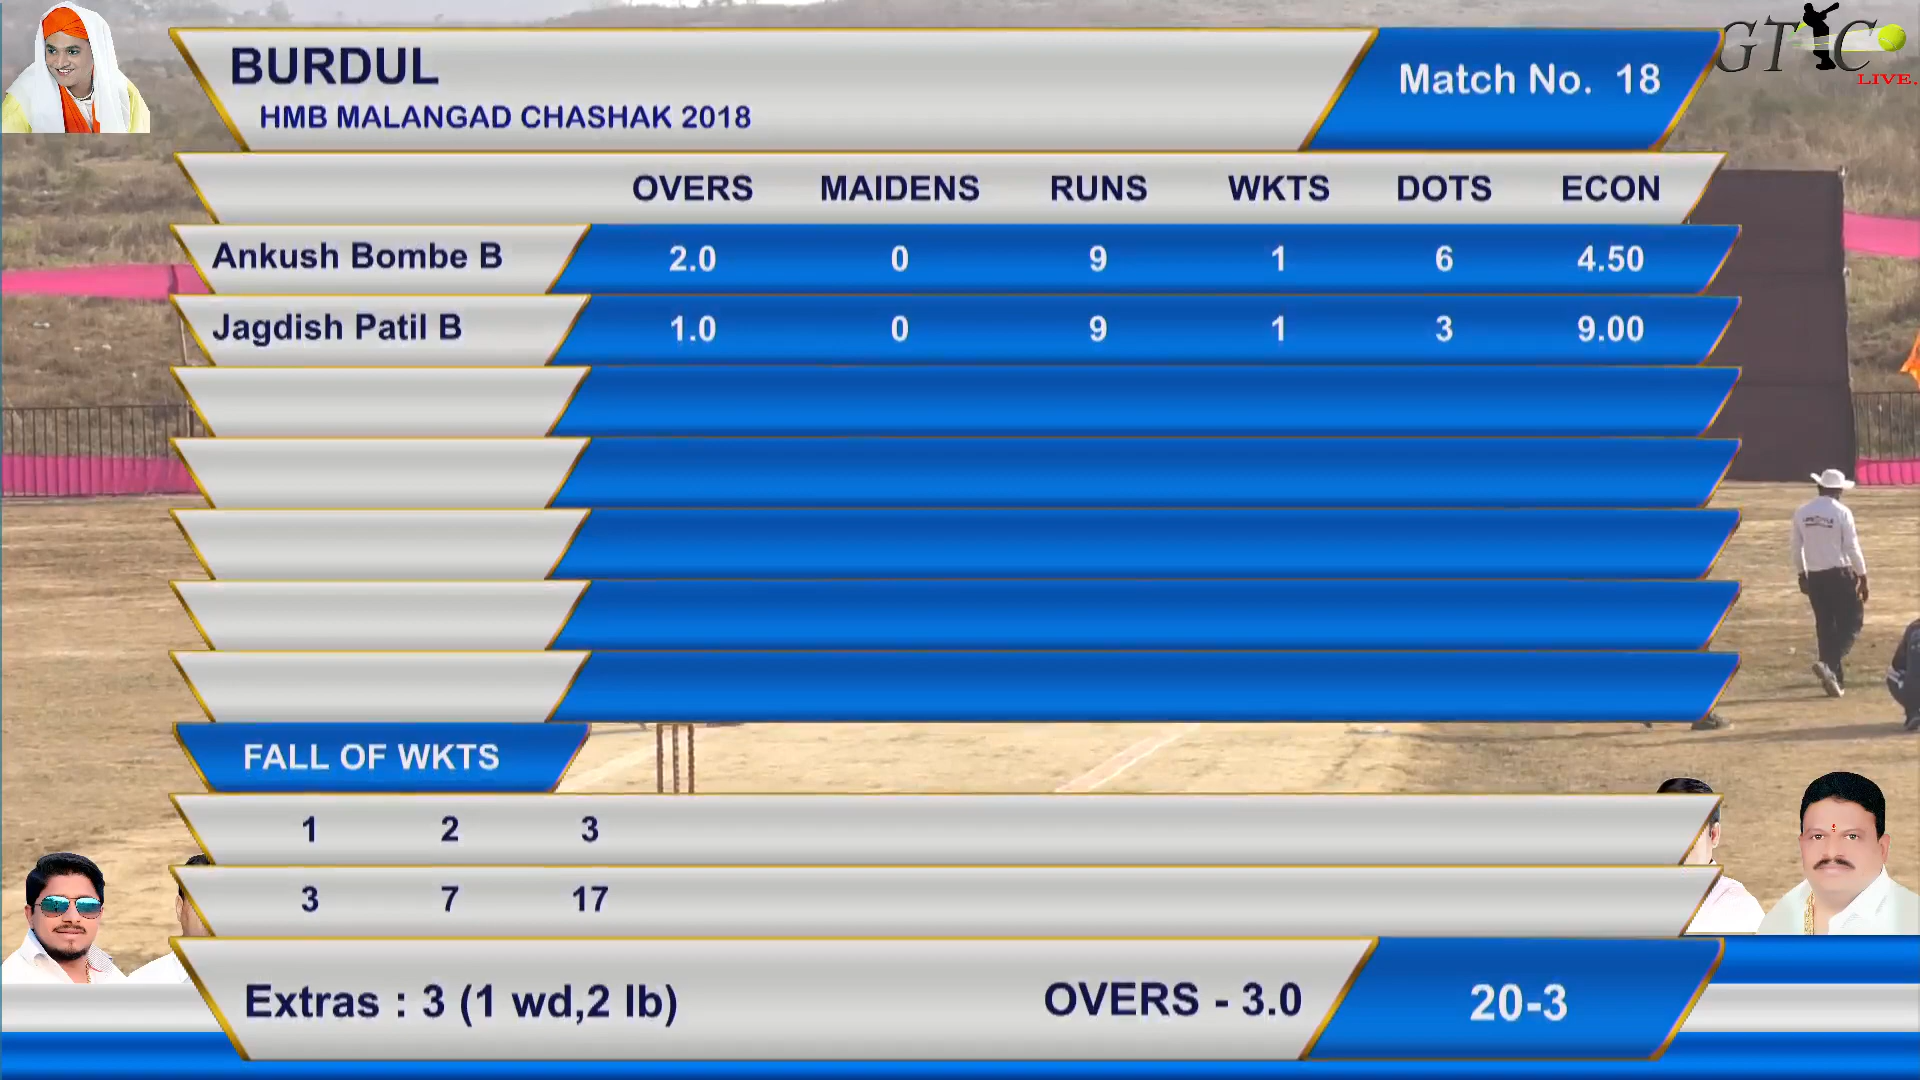 BURDUL
HMB MALANGAD CHASHAK 2018
Match No. 18
GTCC
LIVE.
OVERS MAIDENS RUNS WKTS DOTS ECON
Ankush Bombe B 2.0 0 9 1 6 4.50
Jagdish Patil B 1.0 0 9 1 3 9.00
FALL OF WKTS
1 2 3
3 7 17
Extras : 3 (1 wd,2 lb) OVERS - 3.0 20-3